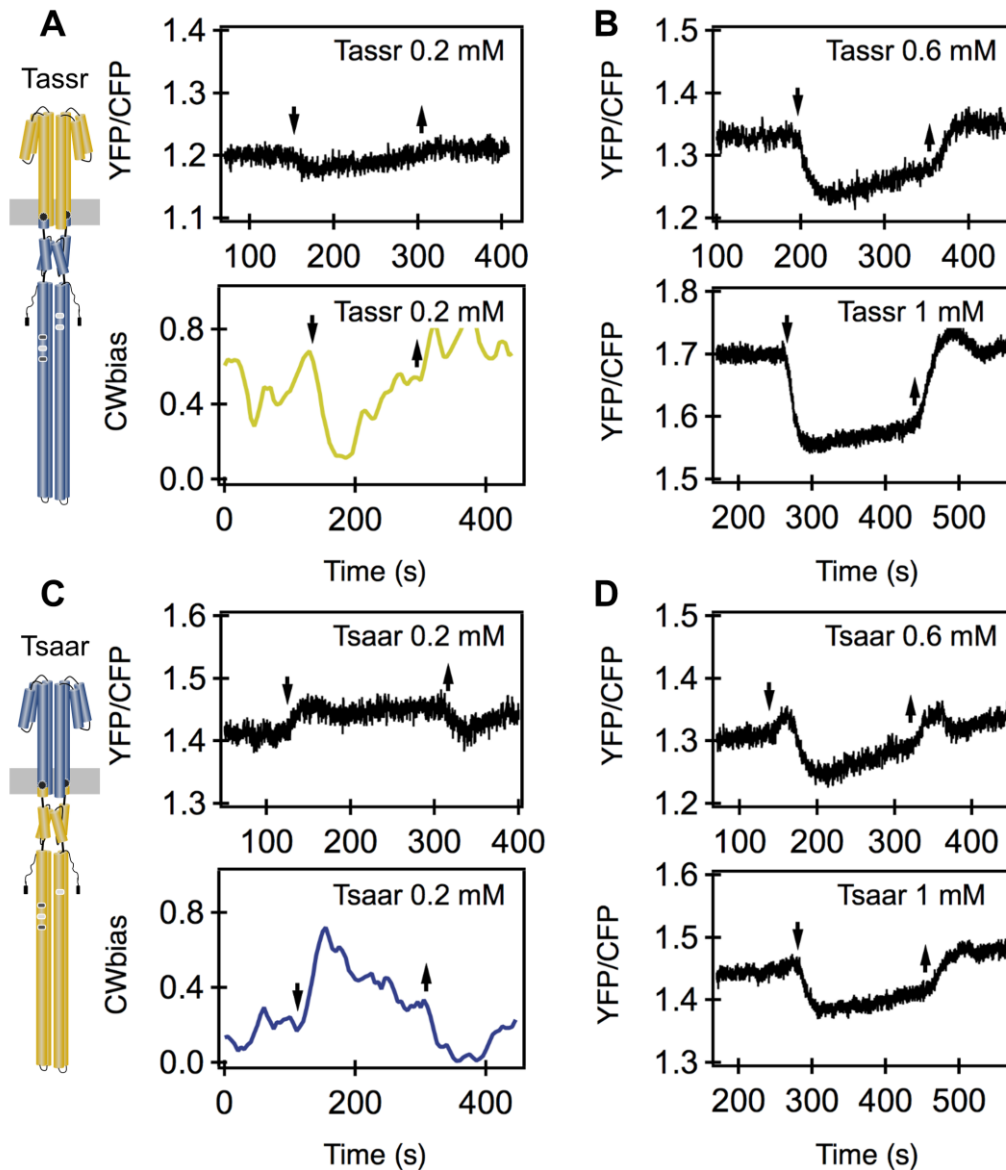 A
Tassr
YFP/CFP
1.4
1.3
1.2
1.1
Tassr 0.2 mM
100 200 300 400
CWbias
0.8
0.4
0.0
Tassr 0.2 mM
0 200 400
Time (s)
B
YFP/CFP
1.5
1.4
1.3
1.2
Tassr 0.6 mM
100 200 300 400
YFP/CFP
1.8
1.7
1.6
1.5
Tassr 1 mM
200 300 400 500
Time (s)
C
Tsaar
YFP/CFP
1.6
1.5
1.4
1.3
Tsaar 0.2 mM
100 200 300 400
CWbias
0.8
0.4
0.0
Tsaar 0.2 mM
0 200 400
Time (s)
D
YFP/CFP
1.5
1.4
1.3
1.2
Tsaar 0.6 mM
100 200 300 400
YFP/CFP
1.6
1.5
1.4
1.3
Tsaar 1 mM
200 300 400 500
Time (s)